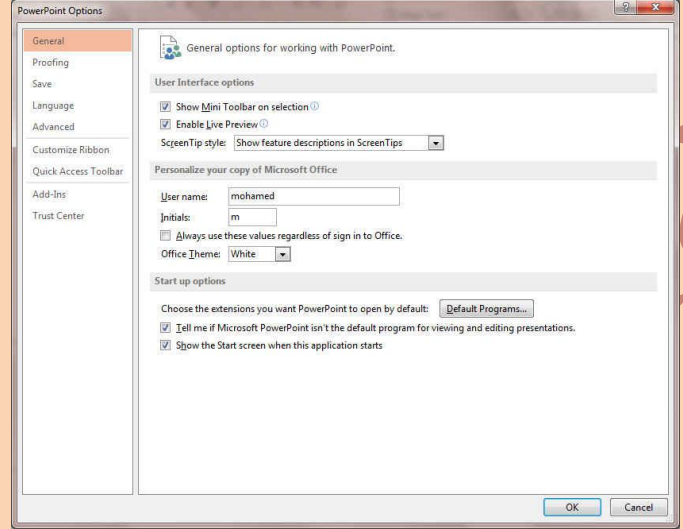 PowerPoint Options
General
Proofing
Save
Language
Advanced
Customize Ribbon
Quick Access Toolbar
Add-Ins
Trust Center
General options for working with PowerPoint.
User Interface options
Show Mini Toolbar on selection
Enable Live Preview
ScreenTip style: Show feature descriptions in ScreenTips
Personalize your copy of Microsoft Office
User name: mohamed
Initials: m
Always use these values regardless of sign in to Office.
Office Theme: White
Start up options
Choose the extensions you want PowerPoint to open by default: Default Programs...
Tell me if Microsoft PowerPoint isn't the default program for viewing and editing presentations.
Show the Start screen when this application starts
OK Cancel